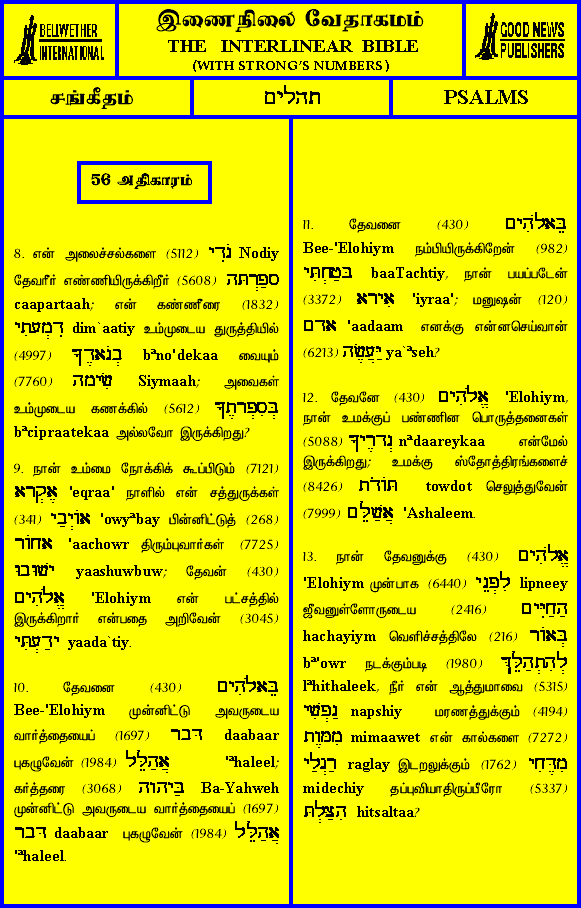 BELLWETHER
INTERNATIONAL
இணைநிலை வேதாகமம்
THE INTERLINEAR BIBLE
(WITH STRONG'S NUMBERS)
GOOD NEWS
PUBLISHERS
சங்கீதம்
תהלים
PSALMS
56 அதிகாரம்
8. என் அலைச்சல்களை (5112) נֹדִי Nodiy
தேவரீர் எண்ணியிருக்கிறீர் (5608) סָפַרְתָּה
caapartaah; என் கண்ணீரை (1832)
דִמְעָתִי dim`aatiy உம்முடைய துருத்தியில்
(4997) בְנֹאדֶךָ bªno'dekaa வையும்
(7760) שִׂימָה Siymaah; அவைகள்
உம்முடைய கணக்கில் (5612) בְּסִפְרָתֶךָ
bªcipraatekaa அல்லவோ இருக்கிறது?
9. நான் உம்மை நோக்கிக் கூப்பிடும் (7121)
אֶקְרָא 'eqraa' நாளில் என் சத்துருக்கள்
(341) אוֹיְבַי 'owyªbay பின்னிட்டுத் (268)
אָחוֹר 'aachowr திரும்புவார்கள் (7725)
יָשׁוּבוּ yaashuwbuw; தேவன் (430)
אֱלֹהִים 'Elohiym என் பட்சத்தில்
இருக்கிறார் என்பதை அறிவேன் (3045)
יָדַעְתִּי yaada`tiy.
10. தேவனை (430) בֵּאלֹהִים
Bee-'Elohiym முன்னிட்டு அவருடைய
வார்த்தையைப் (1697) דָּבָר daabaar
புகழுவேன் (1984) אֲהַלֵּל 'ªhaleel;
கர்த்தரை (3068) בַּיהוָה Ba-Yahweh
முன்னிட்டு அவருடைய வார்த்தையைப் (1697)
דָּבָר daabaar புகழுவேன் (1984) אֲהַלֵּל
'ªhaleel.
11. தேவனை (430) בֵּאלֹהִים
Bee-'Elohiym நம்பியிருக்கிறேன் (982)
בָּטַחְתִּי baaTachtiy, நான் பயப்படேன்
(3372) אִירָא 'iyraa'; மனுஷன் (120)
אָדָם 'aadaam எனக்கு என்னசெய்வான்
(6213) יַעֲשֶׂה ya`ªseh?
12. தேவனே (430) אֱלֹהִים 'Elohiym,
நான் உமக்குப் பண்ணின பொருத்தனைகள்
(5088) נְדָרֶיךָ nªdaareykaa என்மேல்
இருக்கிறது; உமக்கு ஸ்தோத்திரங்களைச்
(8426) תּוֹדֹת towdot செலுத்துவேன்
(7999) אֲשַׁלֵּם 'Ashaleem.
13. நான் தேவனுக்கு (430) אֱלֹהִים
'Elohiym முன்பாக (6440) לִפְנֵי lipneey
ஜீவனுள்ளோருடைய (2416) הַחַיִּים
hachayiym வெளிச்சத்திலே (216) בְּאוֹר
bª'owr நடக்கும்படி (1980) לְהִתְהַלֵּךְ
lªhithaleek, நீர் என் ஆத்துமாவை (5315)
נַפְשִׁי napshiy மரணத்துக்கும் (4194)
מִמָּוֶת mimaawet என் கால்களை (7272)
רַגְלַי raglay இடறலுக்கும் (1762) מִדֶּחִי
midechiy தப்புவியாதிருப்பீரோ (5337)
הִצַּלְתָּ hitsaltaa?